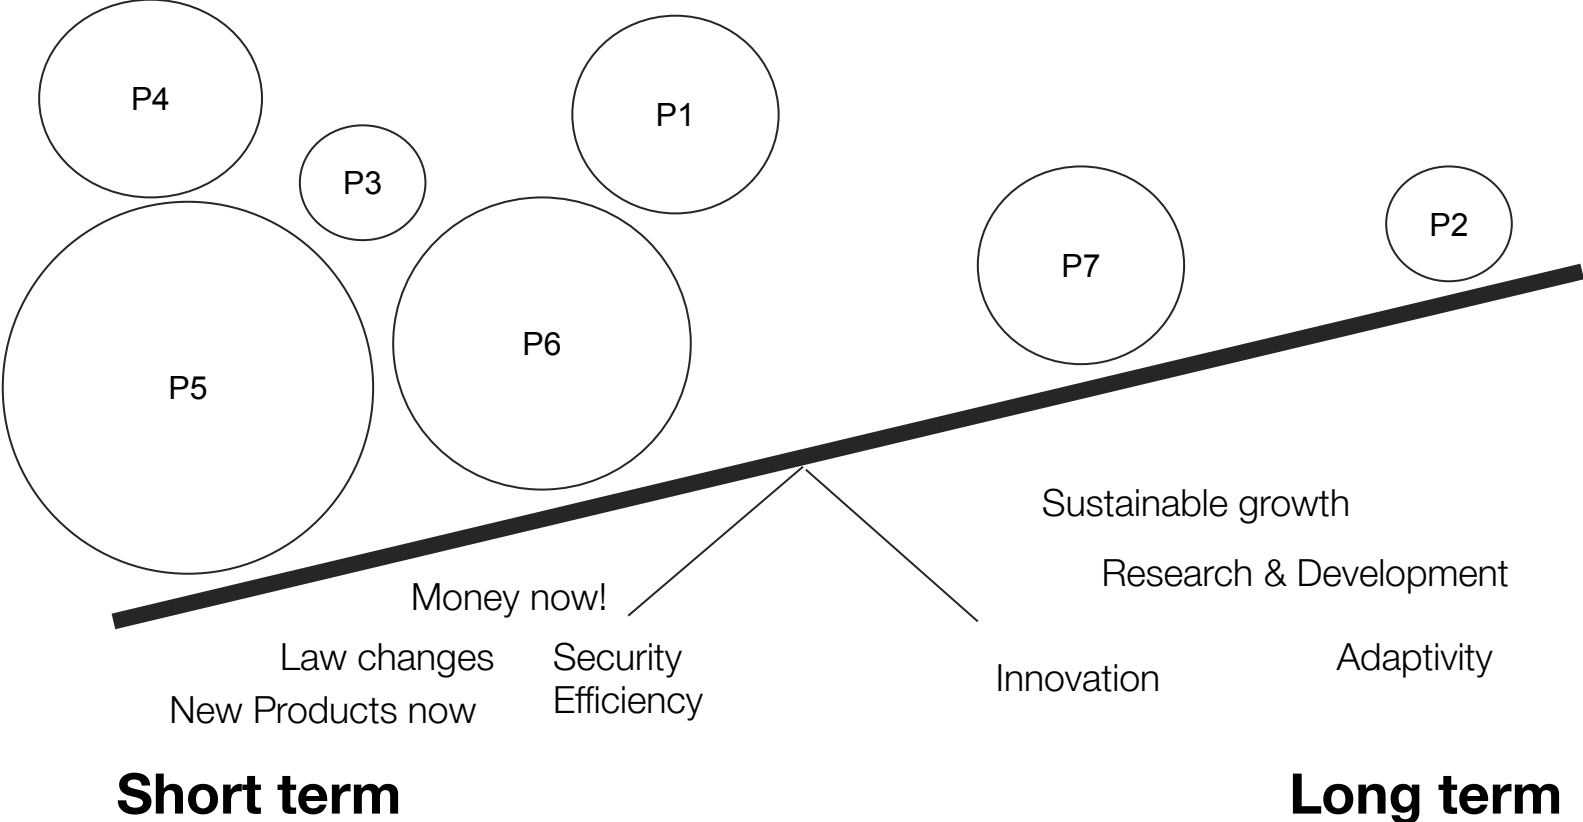 P4
P1
P3
P2
P7
P6
P5
Sustainable growth
Research & Development
Money now!
Law changes
Security
Efficiency
New Products now
Innovation
Adaptivity
Short term
Long term